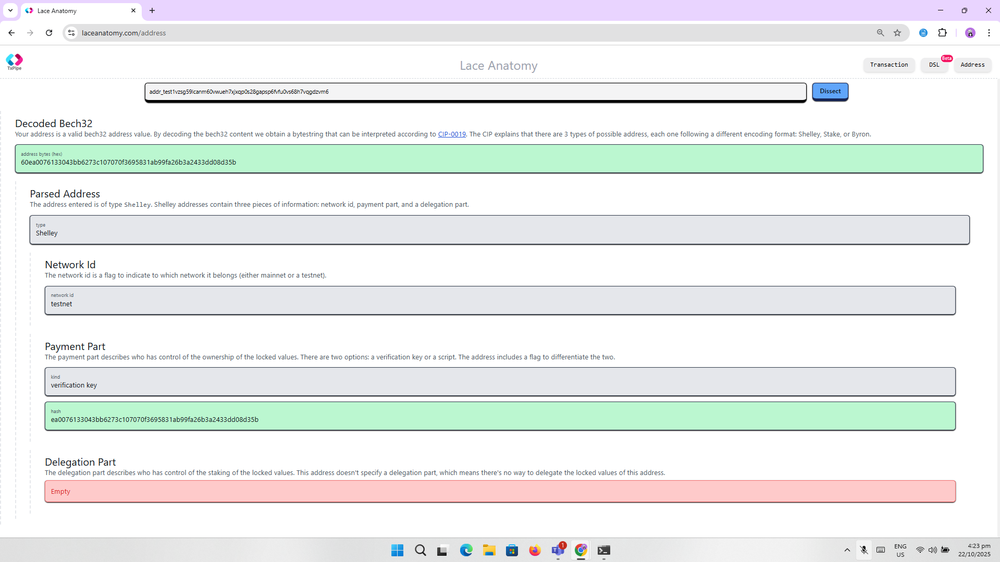 Lace Anatomy
laceanatomy.com/address
TxPipe
Lace Anatomy
Transaction
DSL
Beta
Address
addr_test1vzsg59lcanm60vwueh7xjxqp0s28gapsp6fvfu0vs68h7vqgdzvm6
Dissect
Decoded Bech32
Your address is a valid bech32 address value. By decoding the bech32 content we obtain a bytestring that can be interpreted according to CIP-0019. The CIP explains that there are 3 types of possible address, each one following a different encoding format: Shelley, Stake, or Byron.
address bytes (hex)
60ea0076133043bb6273c107070f3695831ab99fa26b3a2433dd08d35b
Parsed Address
The address entered is of type Shelley. Shelley addresses contain three pieces of information: network id, payment part, and a delegation part.
type
Shelley
Network Id
The network id is a flag to indicate to which network it belongs (either mainnet or a testnet).
network id
testnet
Payment Part
The payment part describes who has control of the ownership of the locked values. There are two options: a verification key or a script. The address includes a flag to differentiate the two.
kind
verification key
hash
ea0076133043bb6273c107070f3695831ab99fa26b3a2433dd08d35b
Delegation Part
The delegation part describes who has control of the staking of the locked values. This address doesn't specify a delegation part, which means there's no way to delegate the locked values of this address.
Empty
1
ENG
US
4:23 pm
22/10/2025